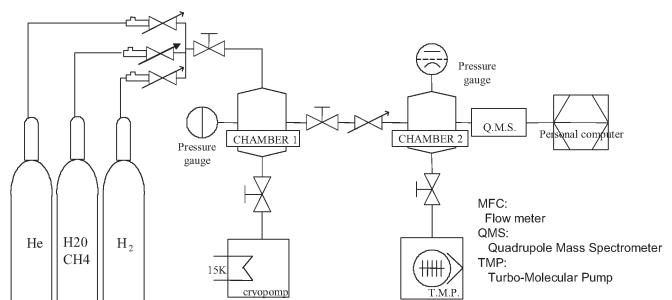 Pressure
gauge
Pressure
gauge
CHAMBER 1
CHAMBER 2
Q.M.S.
Personal computer
He
H20
CH4
H2
15K
cryopomp
T.M.P.
MFC:
Flow meter
QMS:
Quadrupole Mass Spectrometer
TMP:
Turbo-Molecular Pump